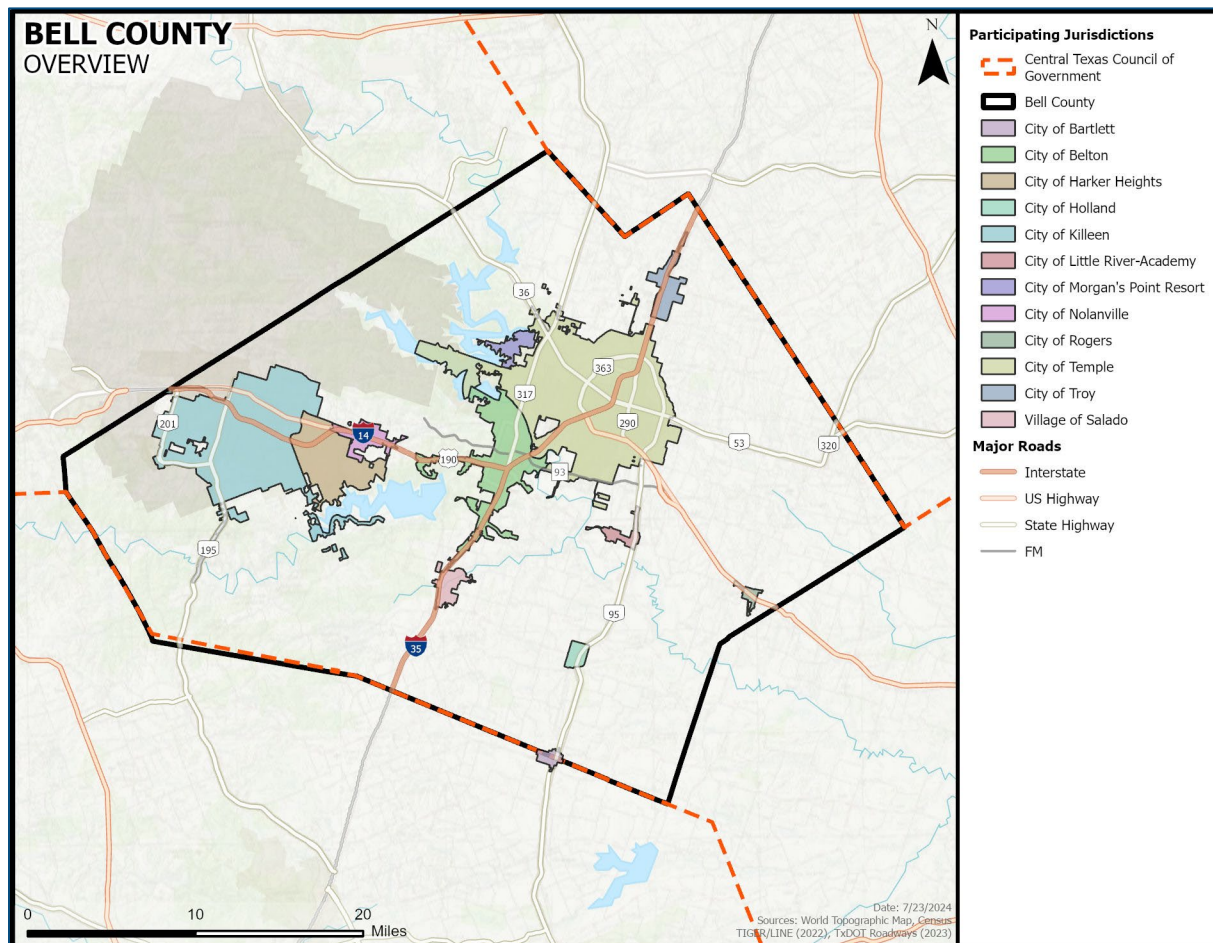 BELL COUNTY
OVERVIEW
N
36
363
317
201
14
290
190
93
53
320
195
95
35
0 10 20
Miles
Date: 7/23/2024
Sources: World Topographic Map, Census
TIGER/LINE (2022), TxDOT Roadways (2023)
Participating Jurisdictions
Central Texas Council of
Government
Bell County
City of Bartlett
City of Belton
City of Harker Heights
City of Holland
City of Killeen
City of Little River-Academy
City of Morgan's Point Resort
City of Nolanville
City of Rogers
City of Temple
City of Troy
Village of Salado
Major Roads
Interstate
US Highway
State Highway
FM